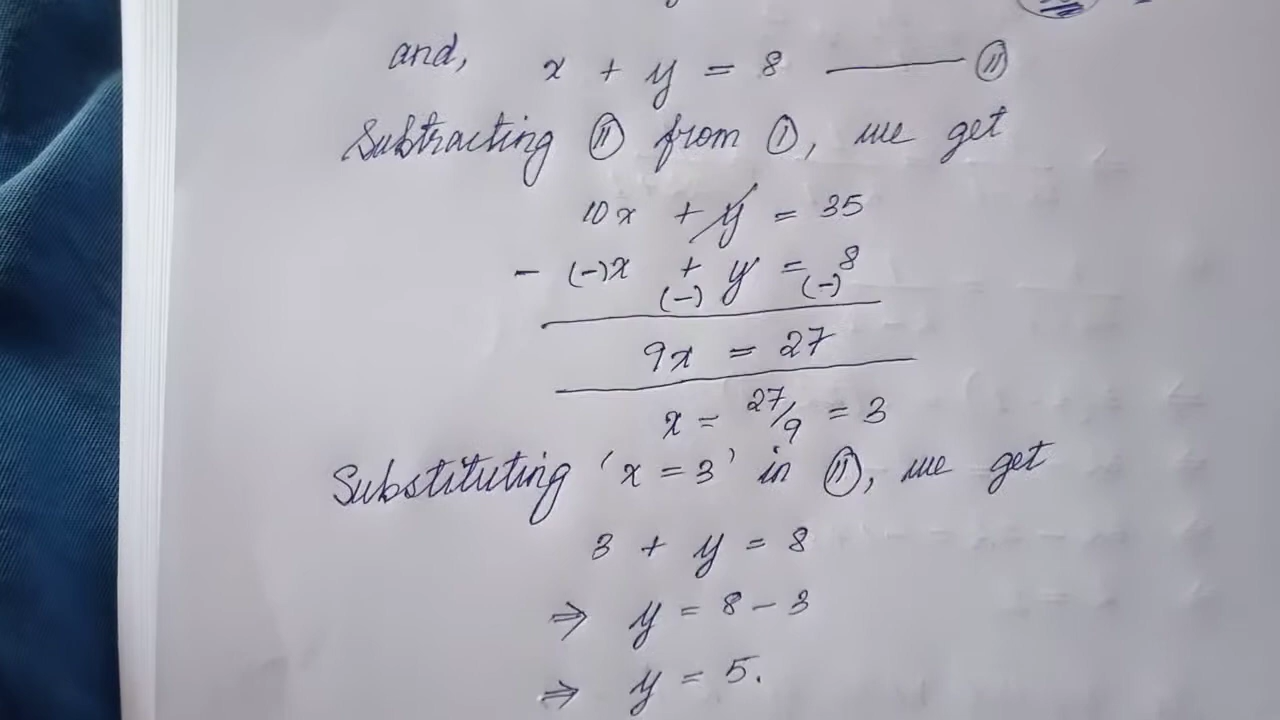 and, x + y = 8 —— (II)
Subtracting (II) from (I), we get
10x + y = 35
- (-)x + y = 8
(-) (-)
9x = 27
x = 27/9 = 3
Substituting 'x = 3' in (II), we get
3 + y = 8
⇒ y = 8 - 3
⇒ y = 5.